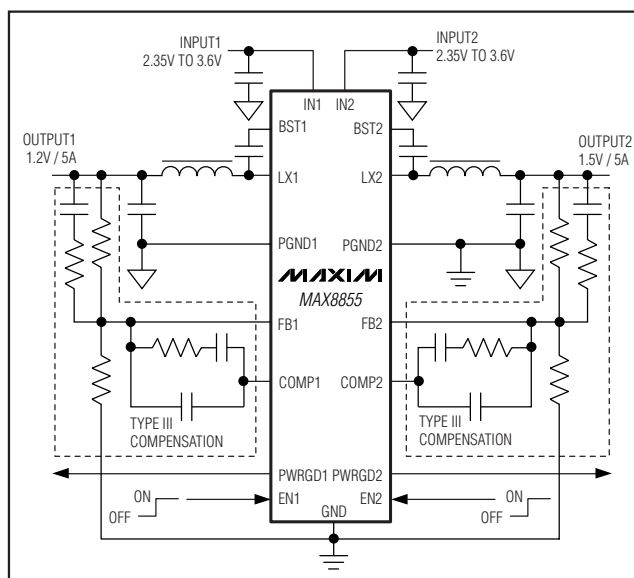 INPUT1
2.35V TO 3.6V
INPUT2
2.35V TO 3.6V
IN1 IN2
BST1 BST2
OUTPUT1
1.2V / 5A
OUTPUT2
1.5V / 5A
LX1 LX2
PGND1 PGND2
MAXIM
MAX8855
FB1 FB2
COMP1 COMP2
TYPE III
COMPENSATION
TYPE III
COMPENSATION
PWRGD1 PWRGD2
ON
OFF
EN1 EN2
ON
OFF
GND